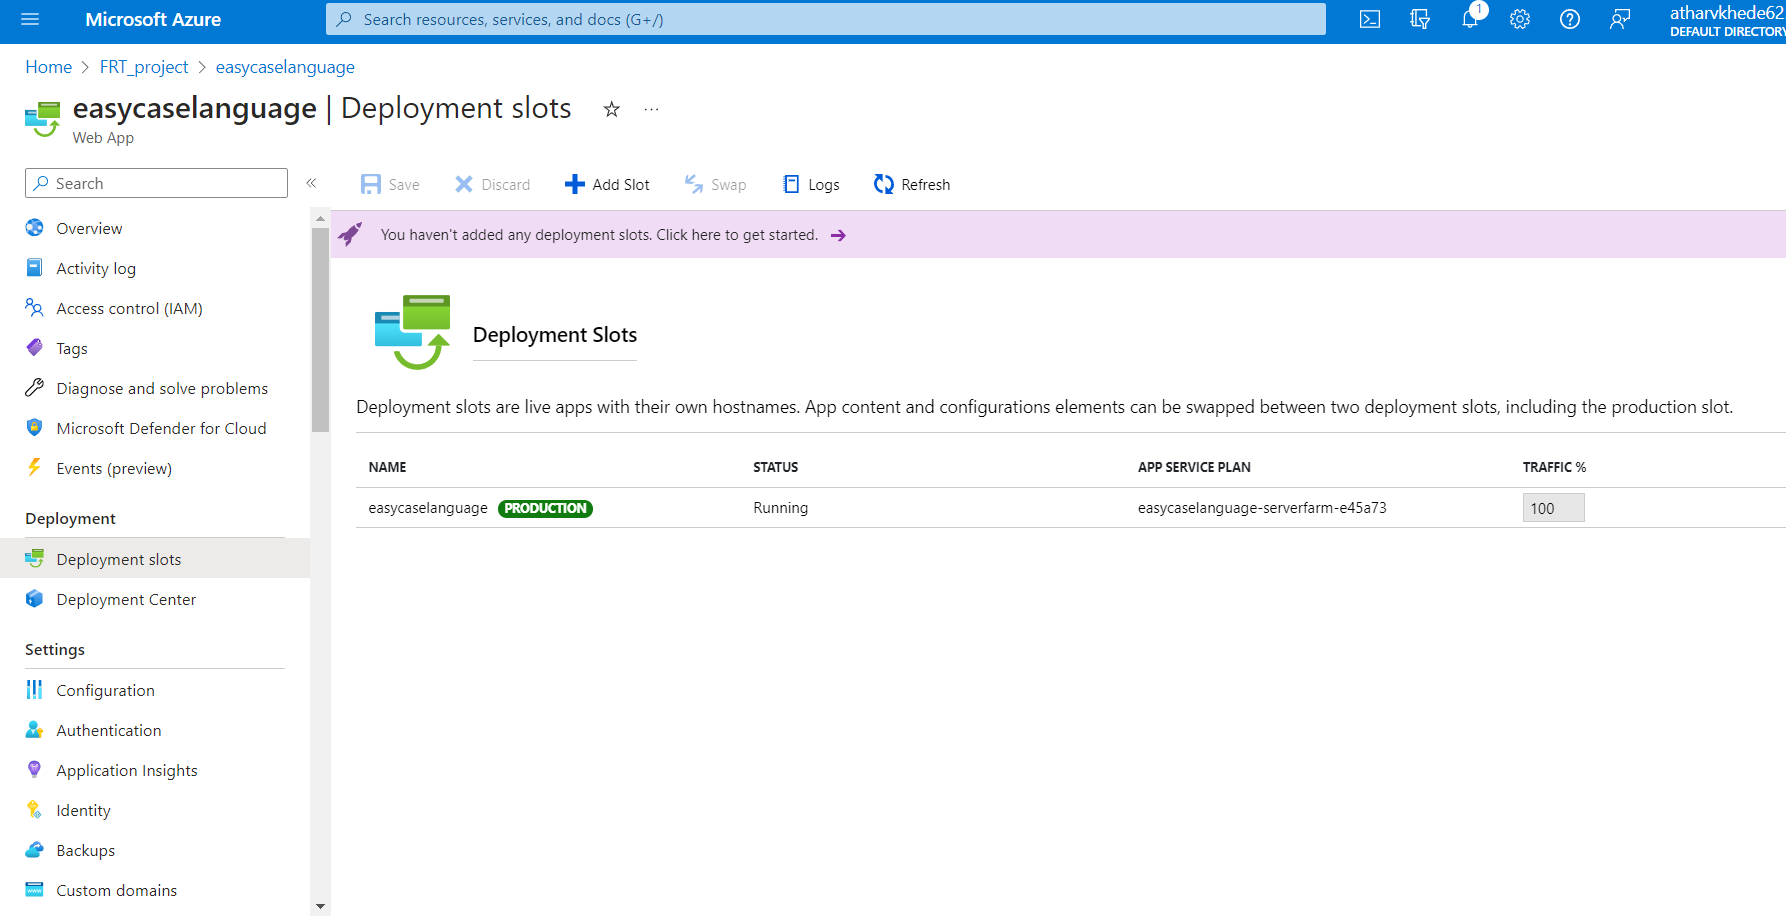 Microsoft Azure
Search resources, services, and docs (G+/)
1
atharvkhede62
DEFAULT DIRECTORY
Home > FRT_project > easycaselanguage
easycaselanguage | Deployment slots
Web App
Search
«
Save
Discard
Add Slot
Swap
Logs
Refresh
You haven't added any deployment slots. Click here to get started.
Overview
Activity log
Access control (IAM)
Tags
Diagnose and solve problems
Microsoft Defender for Cloud
Events (preview)
Deployment
Deployment slots
Deployment Center
Settings
Configuration
Authentication
Application Insights
Identity
Backups
Custom domains
Deployment Slots
Deployment slots are live apps with their own hostnames. App content and configurations elements can be swapped between two deployment slots, including the production slot.
NAME STATUS APP SERVICE PLAN TRAFFIC %
easycaselanguage PRODUCTION Running easycaselanguage-serverfarm-e45a73 100